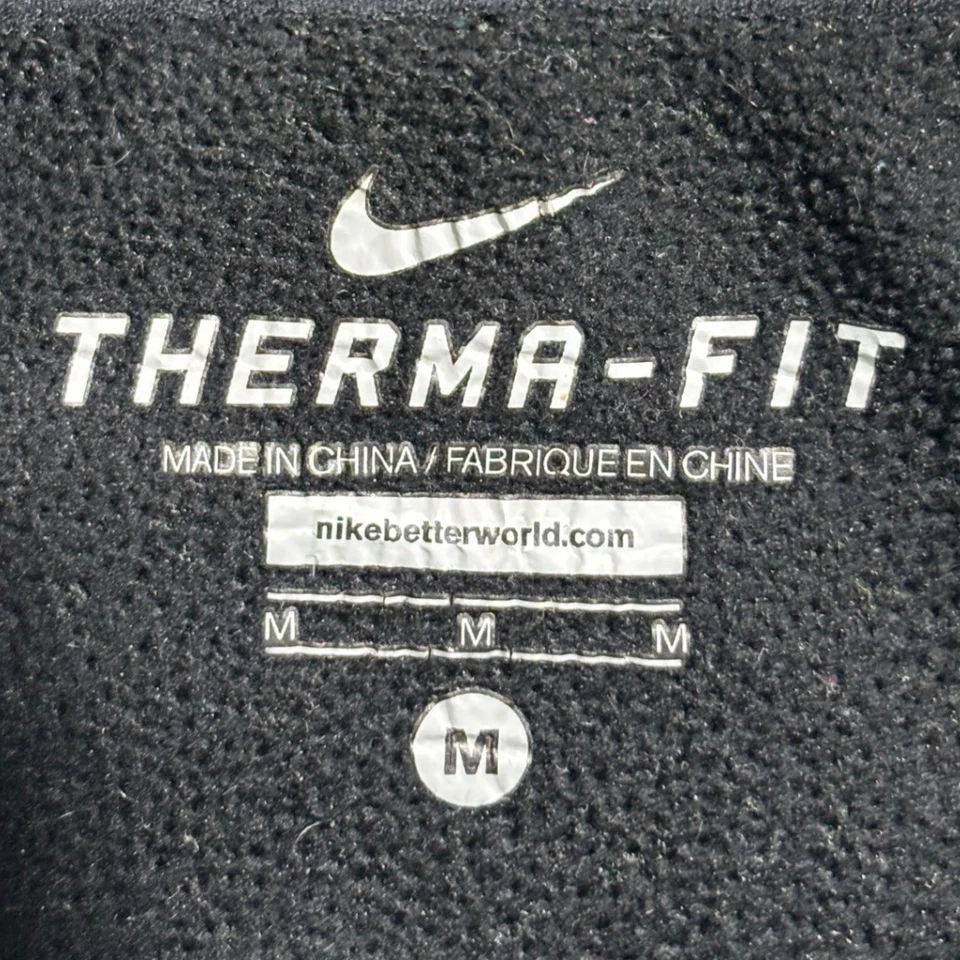 THERMA-FIT
MADE IN CHINA / FABRIQUE EN CHINE
nikebetterworld.com
M M M
M